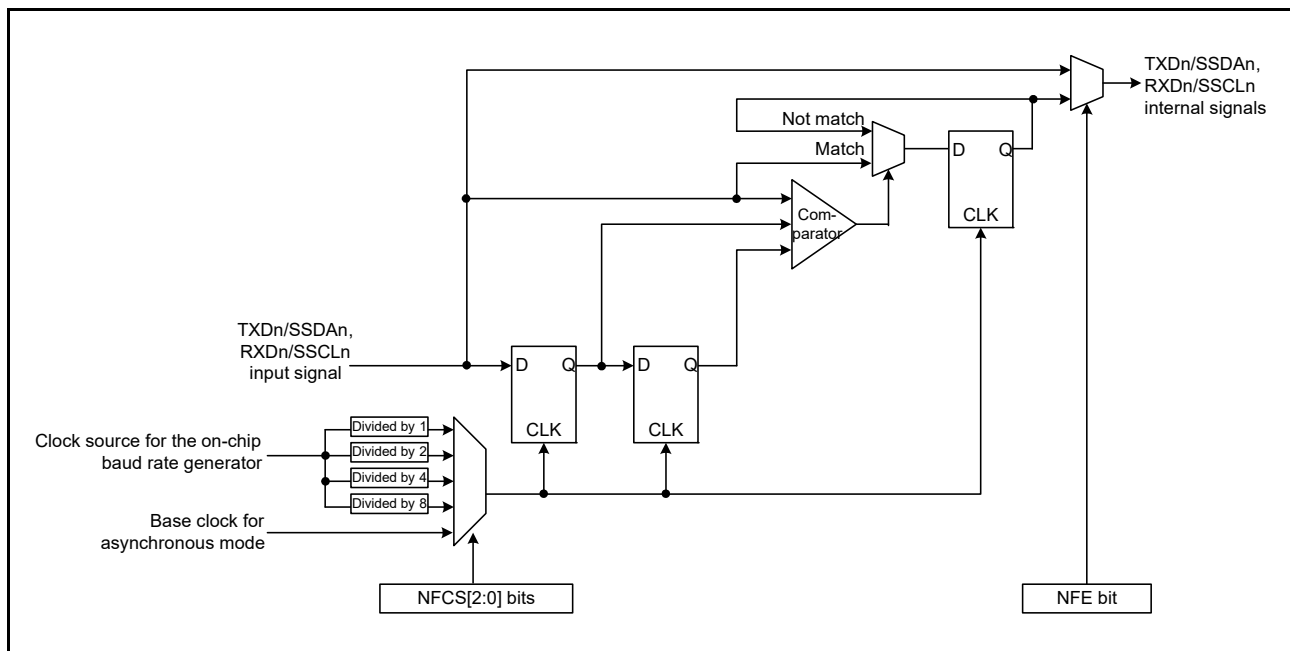 TXDn/SSDAn,
RXDn/SSCLn
internal signals
Not match
Match
D
Q
CLK
Com-
parator
TXDn/SSDAn,
RXDn/SSCLn
input signal
D
Q
CLK
D
Q
CLK
Clock source for the on-chip
baud rate generator
Divided by 1
Divided by 2
Divided by 4
Divided by 8
Base clock for
asynchronous mode
NFCS[2:0] bits
NFE bit